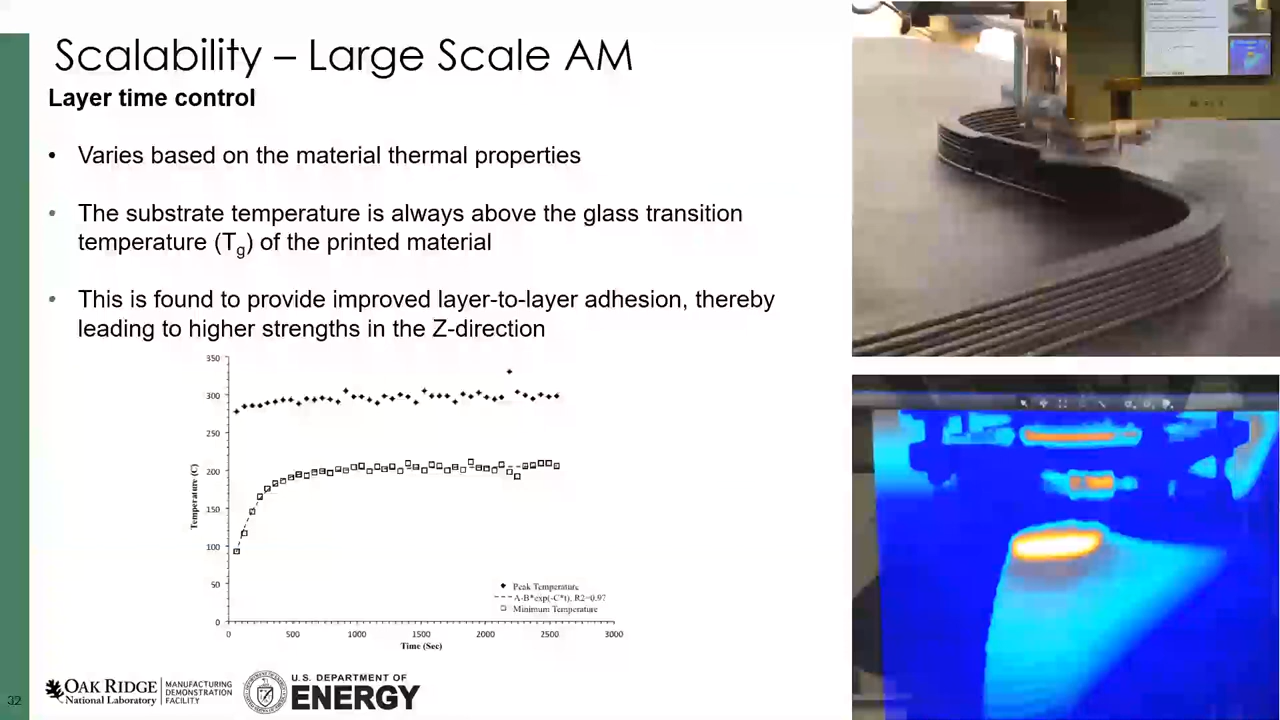 Scalability – Large Scale AM
Layer time control
• Varies based on the material thermal properties
• The substrate temperature is always above the glass transition
temperature (Tg) of the printed material
• This is found to provide improved layer-to-layer adhesion, thereby
leading to higher strengths in the Z-direction
350
300
250
200
150
100
50
0
Temperature (C)
Peak Temperature
A-B*exp(-C*t), R2=0.97
Minimum Temperature
0 500 1000 1500 2000 2500 3000
Time (Sec)
32
OAK RIDGE
National Laboratory
MANUFACTURING
DEMONSTRATION
FACILITY
U.S. DEPARTMENT OF
ENERGY